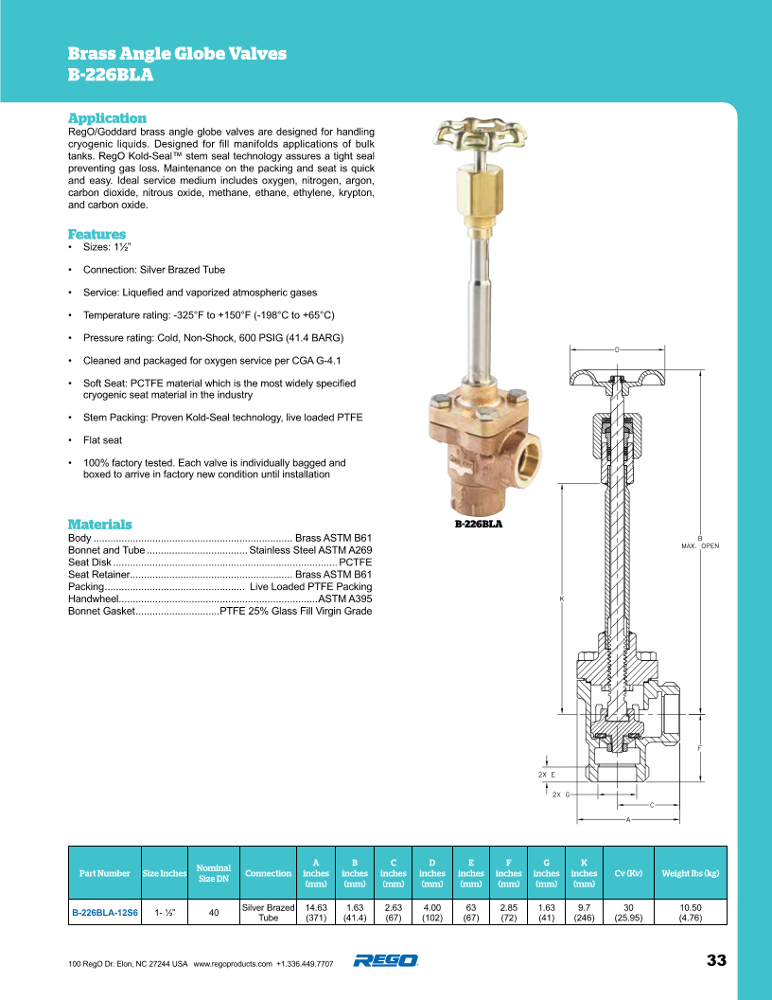 Brass Angle Globe Valves
B-226BLA
Application
RegO/Goddard brass angle globe valves are designed for handling
cryogenic liquids. Designed for fill manifolds applications of bulk
tanks. RegO Kold-Seal™ stem seal technology assures a tight seal
preventing gas loss. Maintenance on the packing and seat is quick
and easy. Ideal service medium includes oxygen, nitrogen, argon,
carbon dioxide, nitrous oxide, methane, ethane, ethylene, krypton,
and carbon oxide.
Features
• Sizes: 1½”
• Connection: Silver Brazed Tube
• Service: Liquefied and vaporized atmospheric gases
• Temperature rating: -325°F to +150°F (-198°C to +65°C)
• Pressure rating: Cold, Non-Shock, 600 PSIG (41.4 BARG)
• Cleaned and packaged for oxygen service per CGA G-4.1
• Soft Seat: PCTFE material which is the most widely specified
cryogenic seat material in the industry
• Stem Packing: Proven Kold-Seal technology, live loaded PTFE
• Flat seat
• 100% factory tested. Each valve is individually bagged and
boxed to arrive in factory new condition until installation
Materials
Body ....................................................................... Brass ASTM B61
Bonnet and Tube .................................... Stainless Steel ASTM A269
Seat Disk ................................................................................ PCTFE
Seat Retainer.......................................................... Brass ASTM B61
Packing.................................................. Live Loaded PTFE Packing
Handwheel.......................................................................ASTM A395
Bonnet Gasket..............................PTFE 25% Glass Fill Virgin Grade
B-226BLA
D
B
MAX. OPEN
K
F
2X E
2X G
C
A
Part Number Size Inches Nominal Size DN Connection A inches (mm) B inches (mm) C inches (mm) D inches (mm) E inches (mm) F inches (mm) G inches (mm) K inches (mm) Cv (Kv) Weight lbs (kg)
B-226BLA-12S6 1- ½” 40 Silver Brazed Tube 14.63 (371) 1.63 (41.4) 2.63 (67) 4.00 (102) 63 (67) 2.85 (72) 1.63 (41) 9.7 (246) 30 (25.95) 10.50 (4.76)
100 RegO Dr. Elon, NC 27244 USA www.regoproducts.com +1.336.449.7707
REGO
33